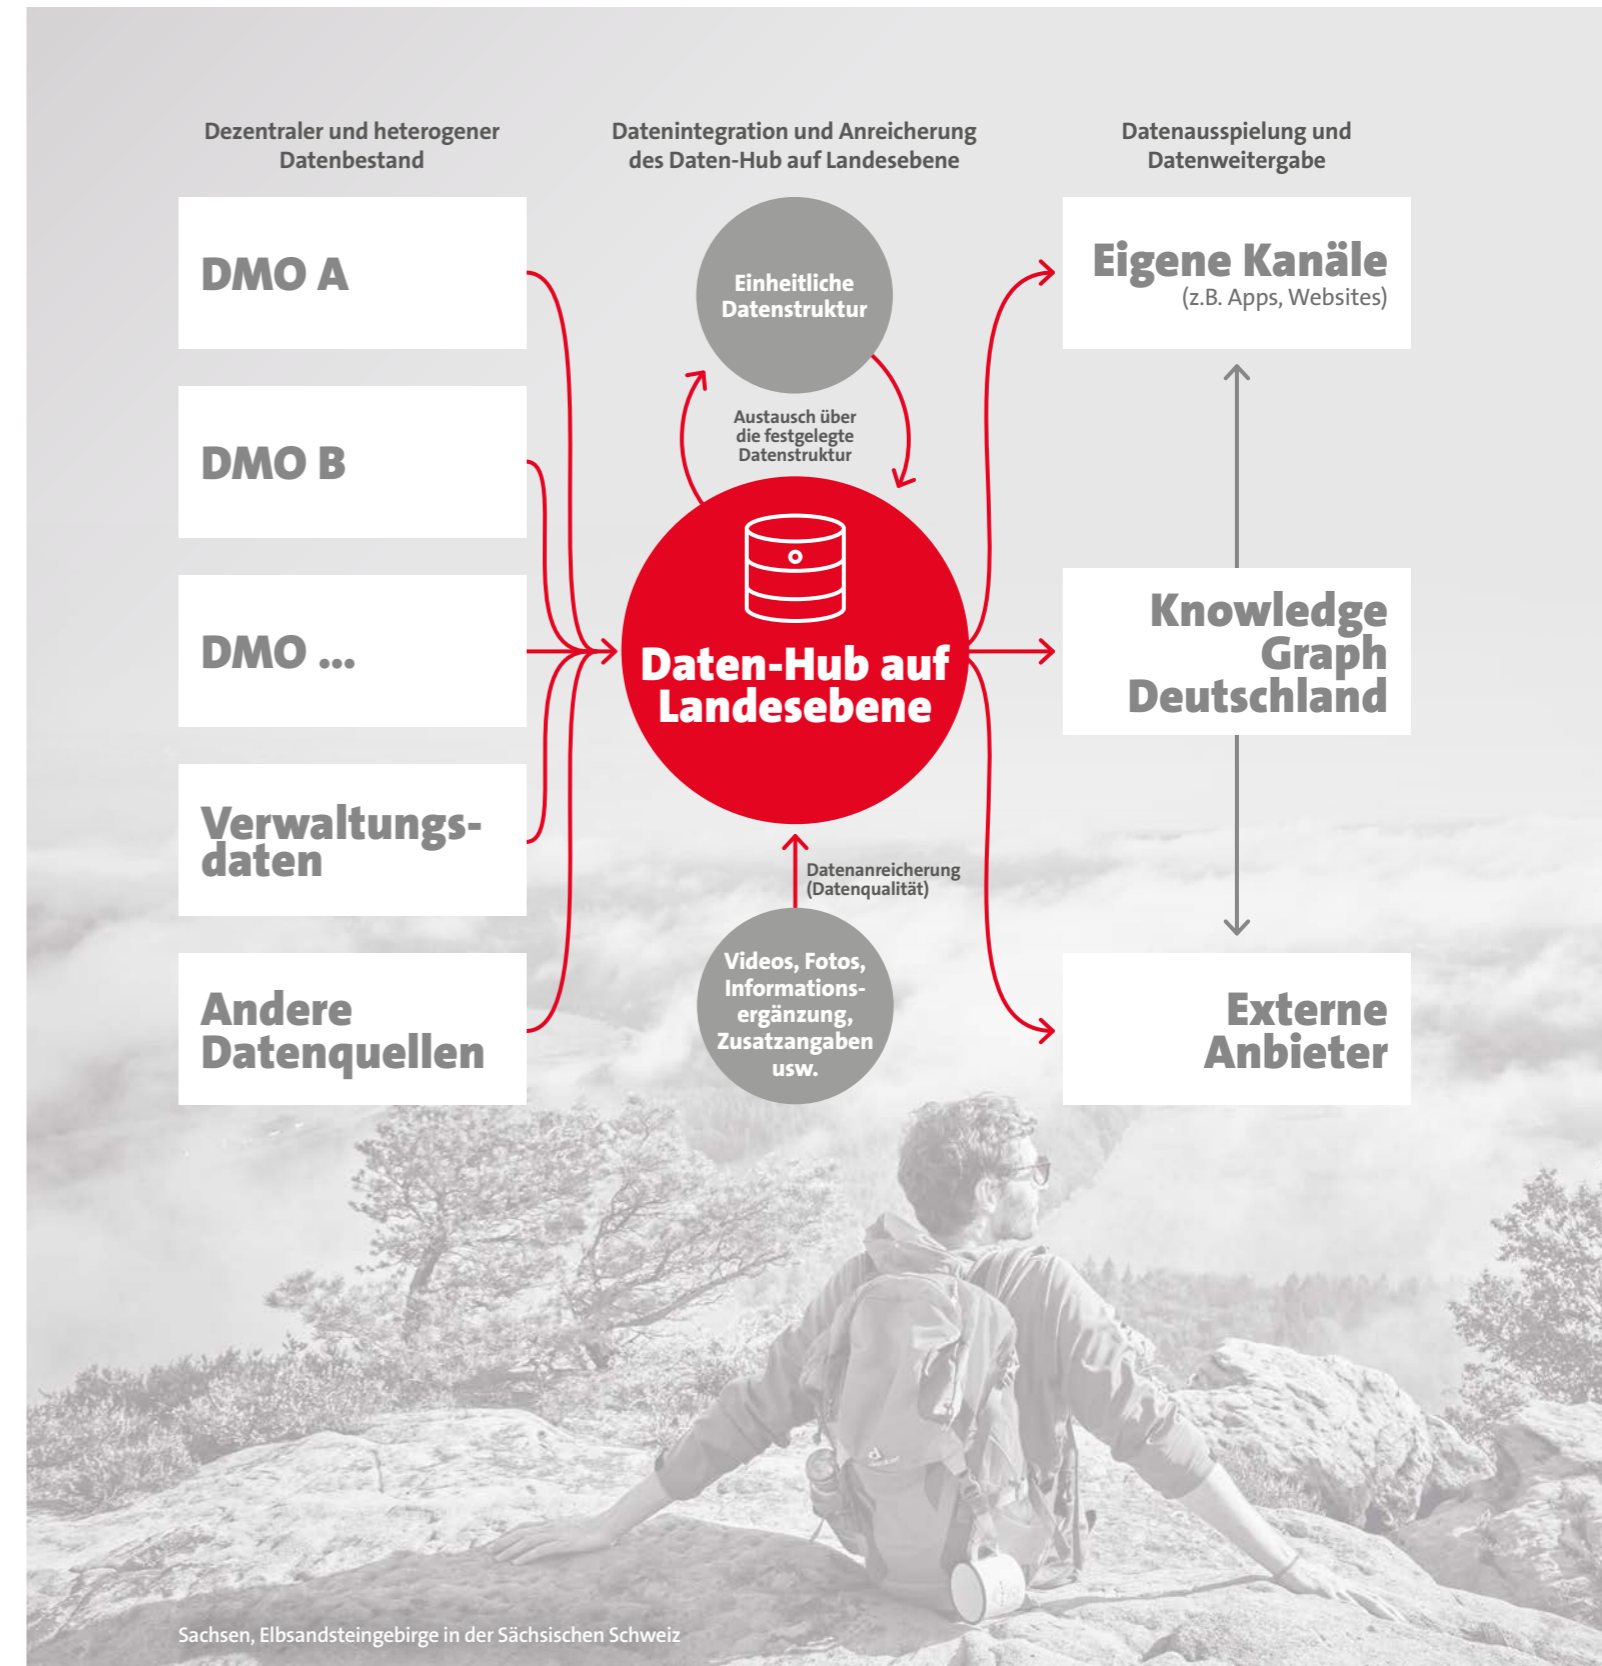 Dezentraler und heterogener
Datenbestand
Datenintegration und Anreicherung
des Daten-Hub auf Landesebene
Datenausspielung und
Datenweitergabe
DMO A
DMO B
DMO ...
Verwaltungs-
daten
Andere
Datenquellen
Einheitliche
Datenstruktur
Austausch über
die festgelegte
Datenstruktur
Daten-Hub auf
Landesebene
Datenanreicherung
(Datenqualität)
Videos, Fotos,
Informations-
ergänzung,
Zusatzangaben
usw.
Eigene Kanäle
(z.B. Apps, Websites)
Knowledge
Graph
Deutschland
Externe
Anbieter
Sachsen, Elbsandsteingebirge in der Sächsischen Schweiz